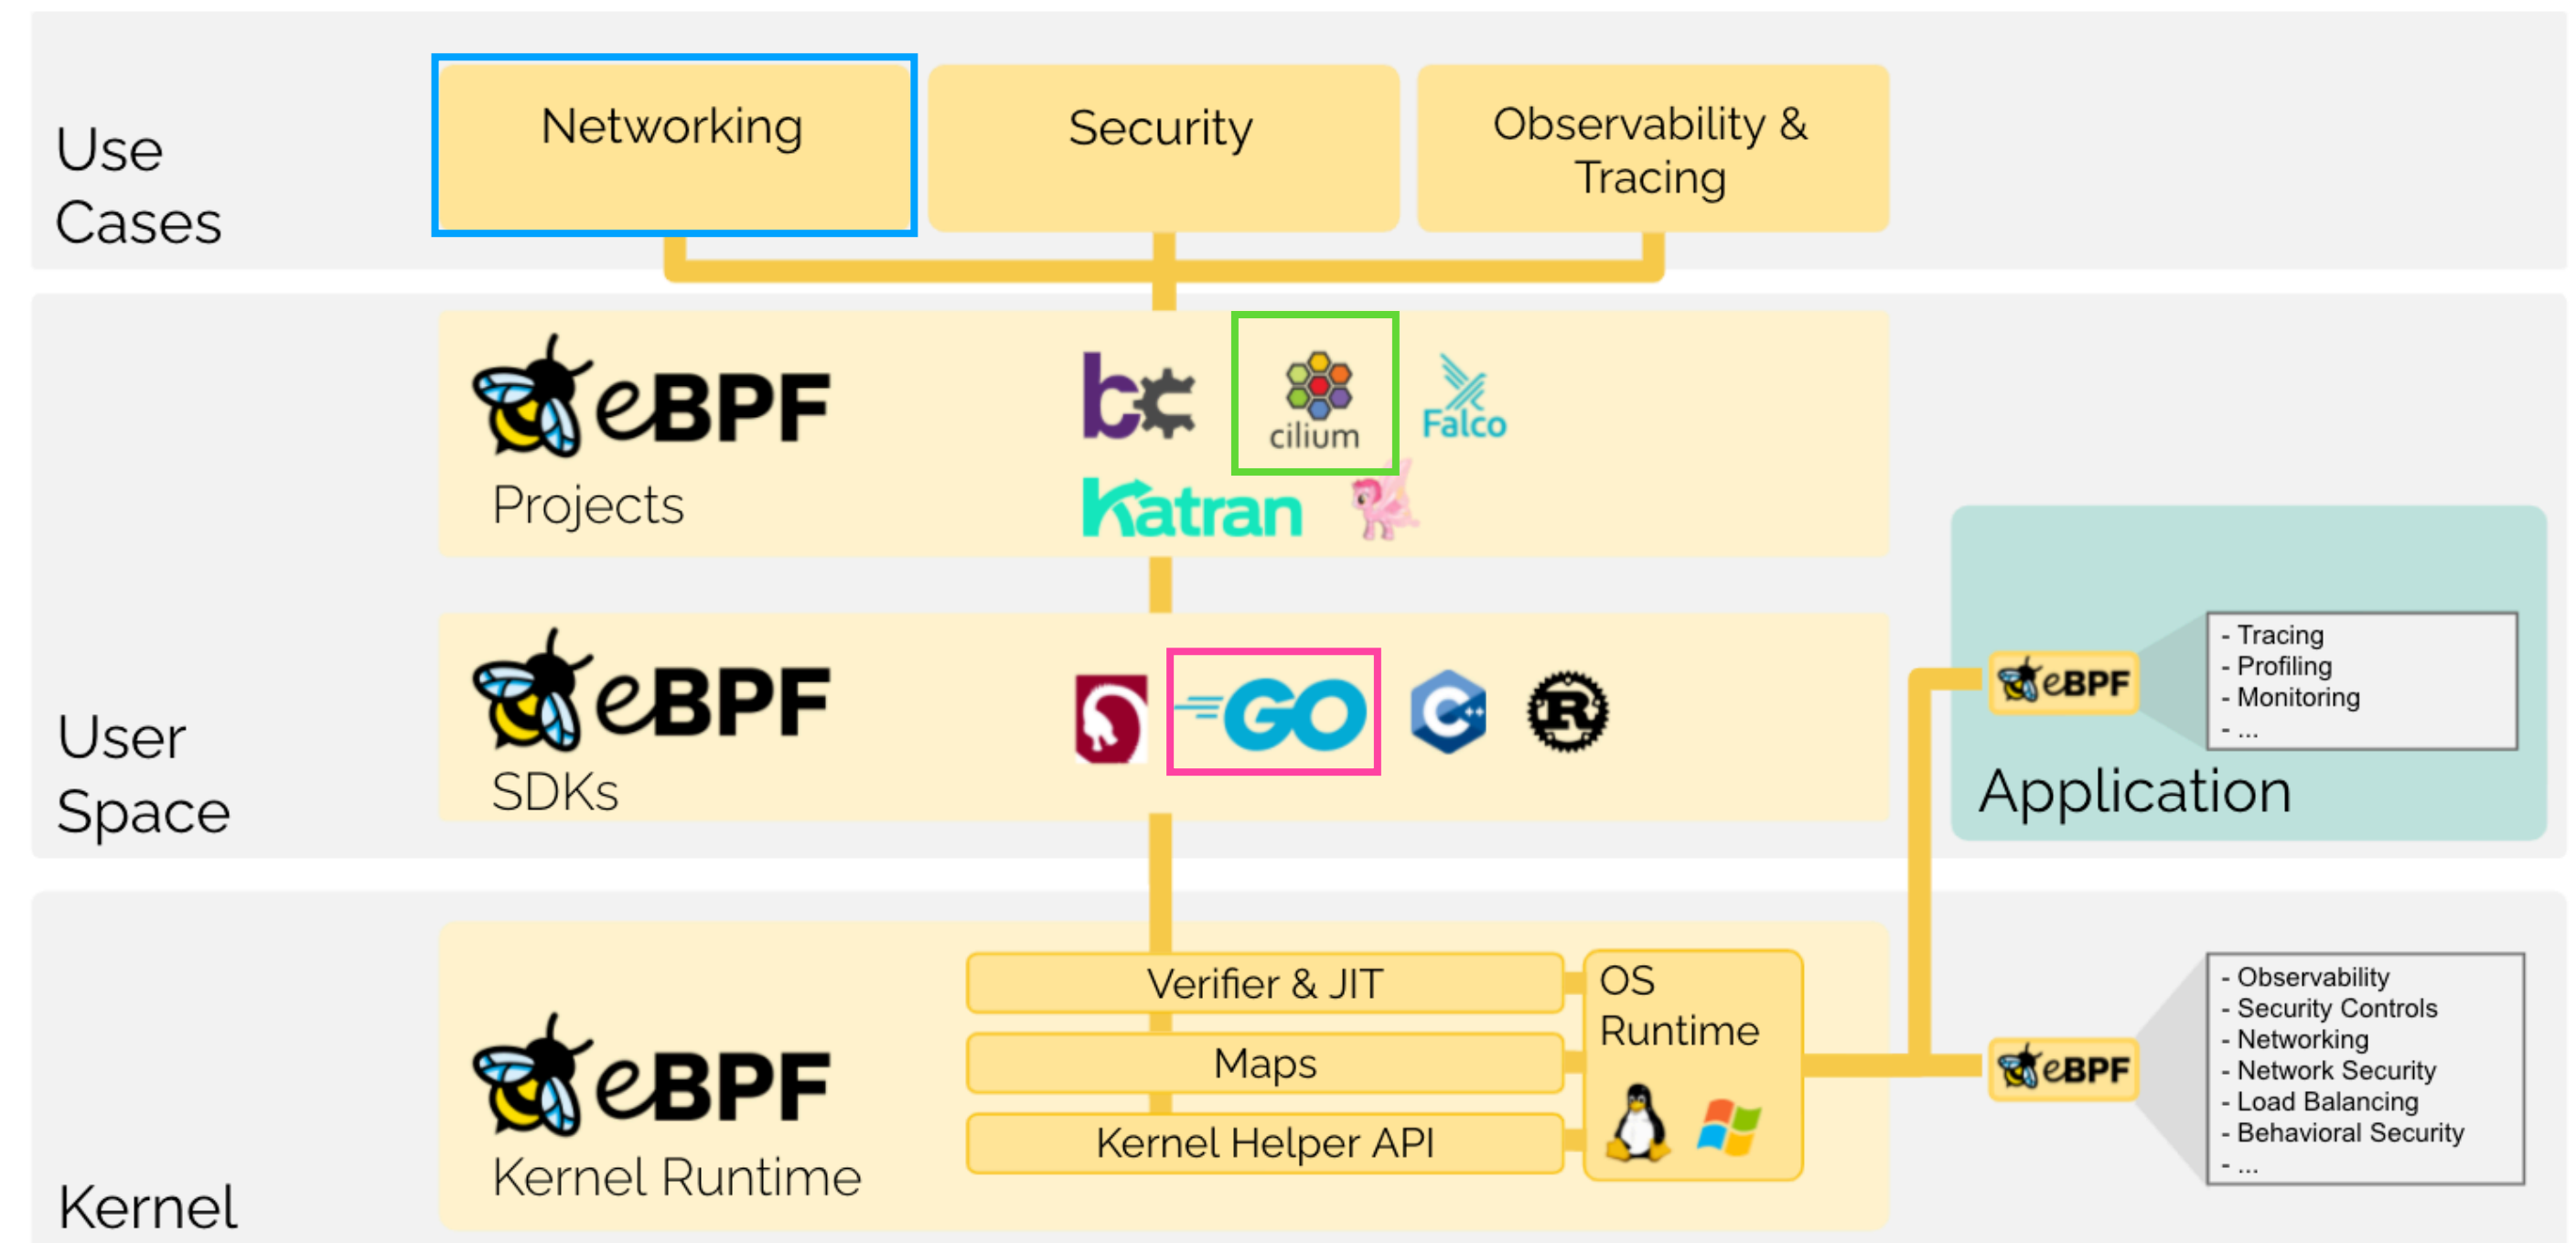 Use
Cases
Networking
Security
Observability &
Tracing
User
Space
eBPF
Projects
bc
cilium
Falco
Katran
eBPF
SDKs
GO
C++
R
eBPF
- Tracing
- Profiling
- Monitoring
- ...
Application
Kernel
eBPF
Kernel Runtime
Verifier & JIT
Maps
Kernel Helper API
OS
Runtime
eBPF
- Observability
- Security Controls
- Networking
- Network Security
- Load Balancing
- Behavioral Security
- ...